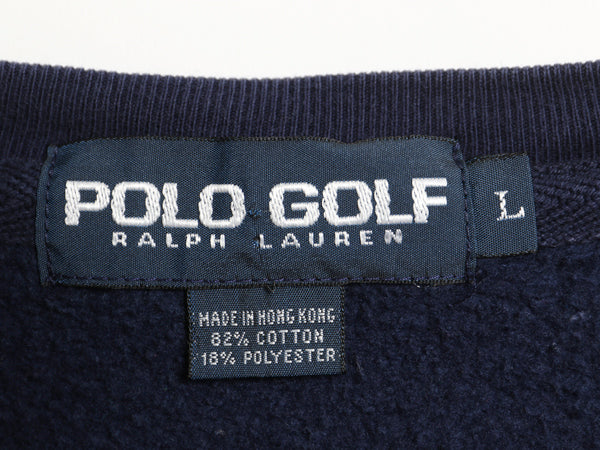 POLO GOLF
RALPH LAUREN
L
MADE IN HONG KONG
82% COTTON
18% POLYESTER